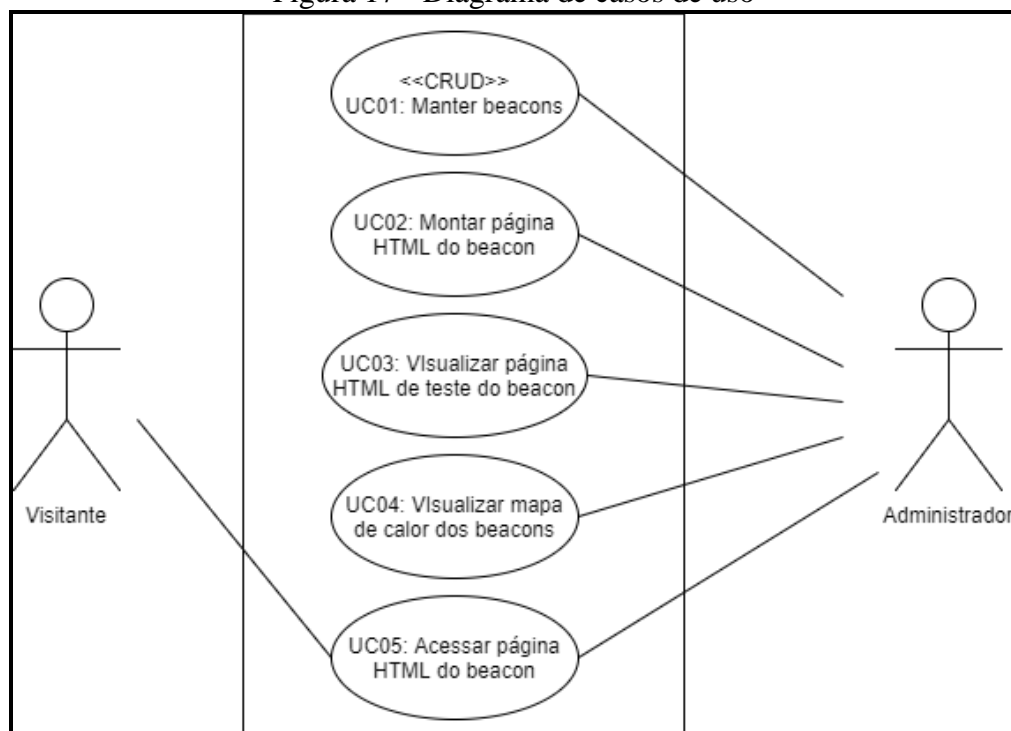 Figura 17 - Diagrama de casos de uso
<<CRUD>>
UC01: Manter beacons
UC02: Montar página
HTML do beacon
UC03: VIsualizar página
HTML de teste do beacon
UC04: VIsualizar mapa
de calor dos beacons
UC05: Acessar página
HTML do beacon
Visitante
Administrador